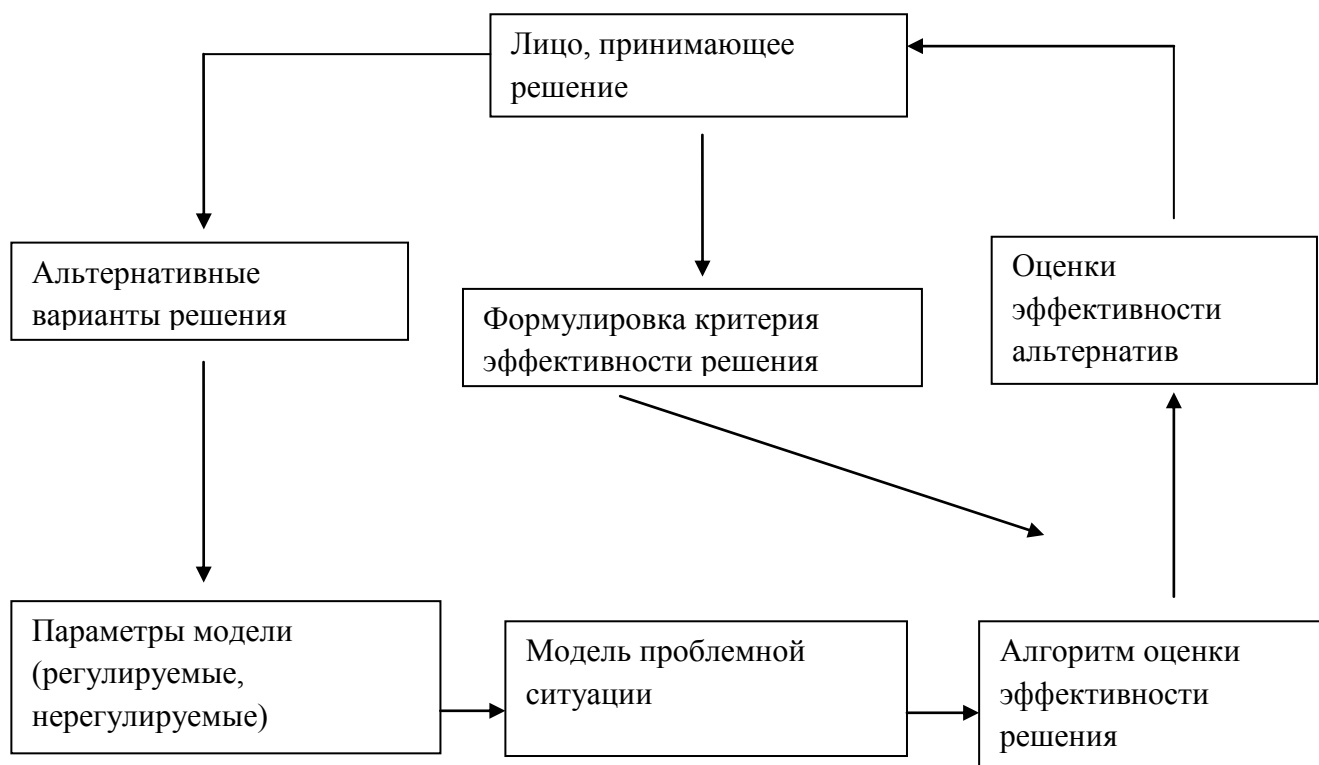 Лицо, принимающее
решение
Альтернативные
варианты решения
Формулировка критерия
эффективности решения
Оценки
эффективности
альтернатив
Параметры модели
(регулируемые,
нерегулируемые)
Модель проблемной
ситуации
Алгоритм оценки
эффективности
решения